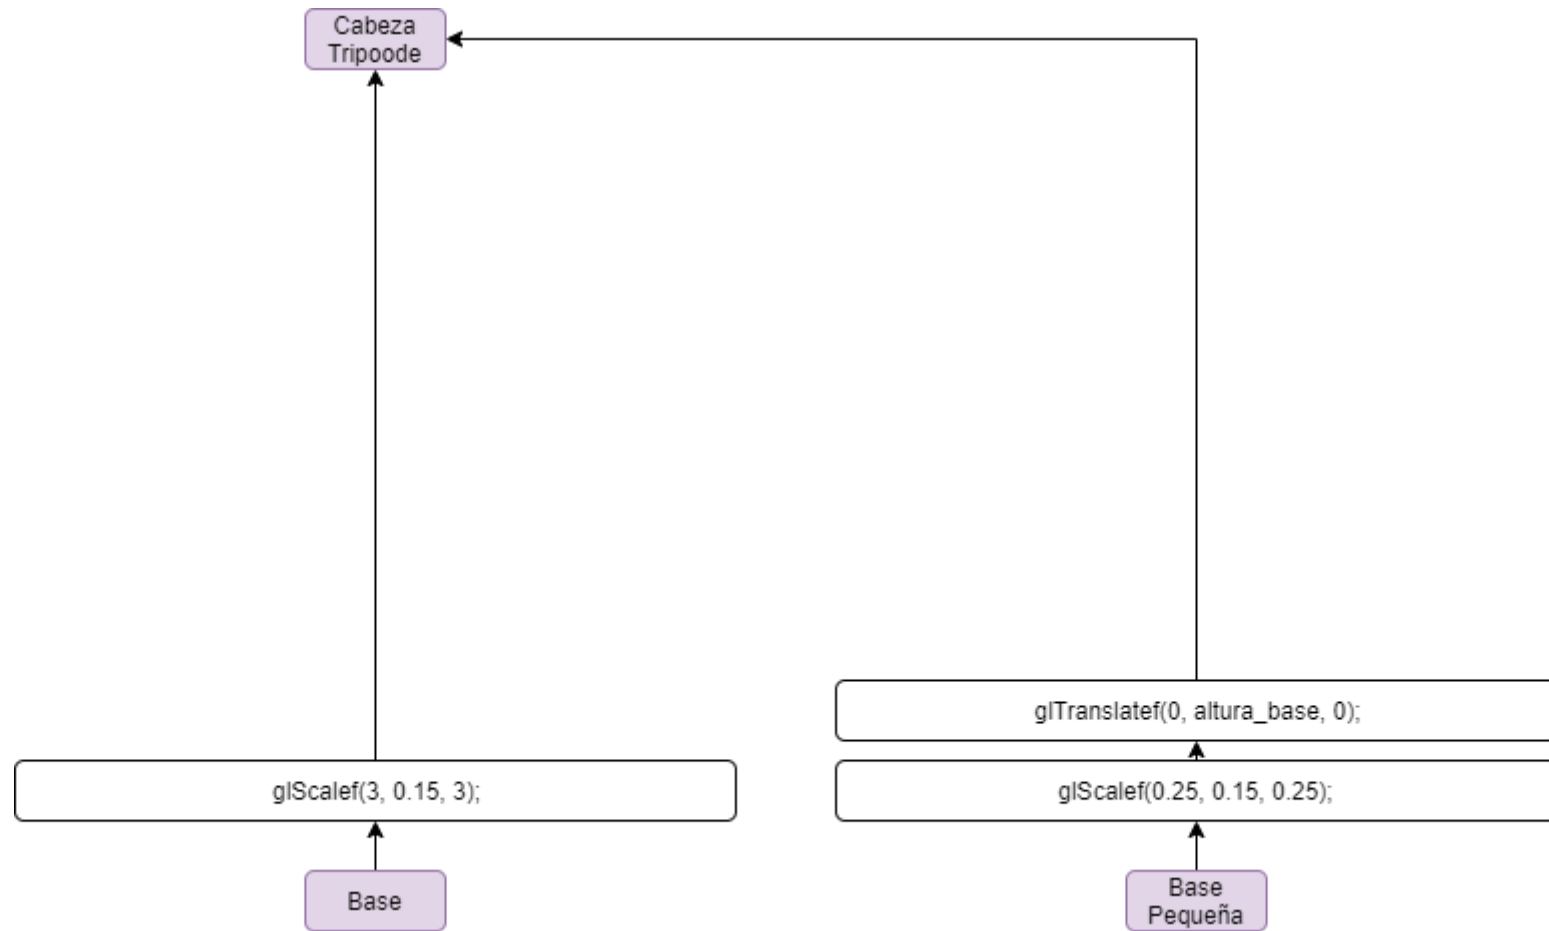 Cabeza
Tripoode
glTranslatef(0, altura_base, 0);
glScalef(3, 0.15, 3);
glScalef(0.25, 0.15, 0.25);
Base
Base
Pequeña